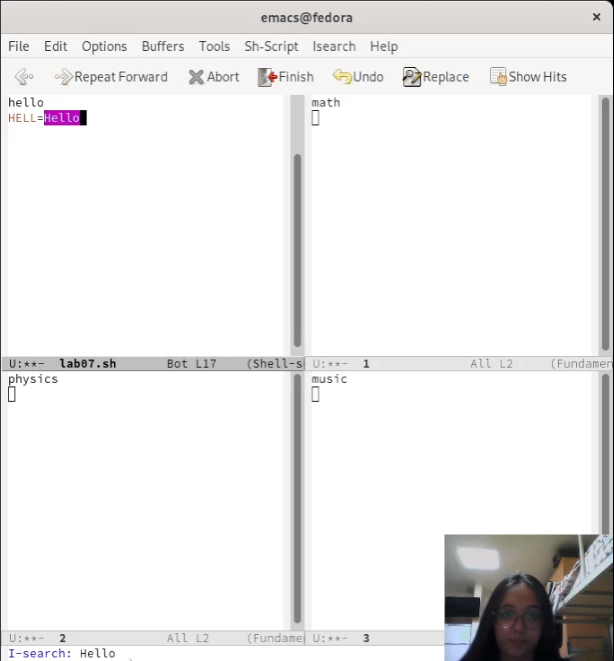 emacs@fedora ×
File Edit Options Buffers Tools Sh-Script Isearch Help
Repeat Forward Abort Finish Undo Replace Show Hits
hello
HELL=Hello
math
U:**- lab07.sh Bot L17 (Shell-s
U:**- 1 All L2 (Fundamen
physics
music
U:**- 2 All L2 (Fundame
U:**- 3
I-search: Hello